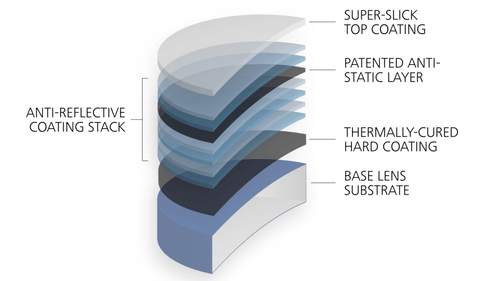 SUPER-SLICK
TOP COATING
PATENTED ANTI-
STATIC LAYER
ANTI-REFLECTIVE
COATING STACK
THERMALLY-CURED
HARD COATING
BASE LENS
SUBSTRATE